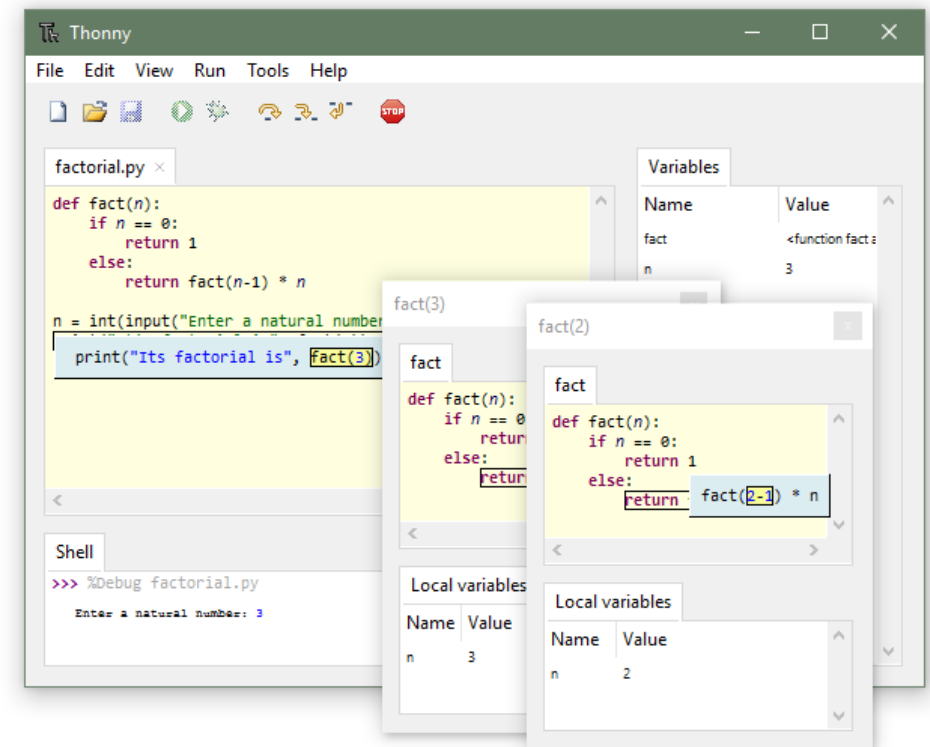 Thonny
File Edit View Run Tools Help
STOP
factorial.py
def fact(n):
if n == 0:
return 1
else:
return fact(n-1) * n
n = int(input("Enter a natural number
print("Its factorial is", fact(3))
Shell
>>> %Debug factorial.py
Enter a natural number: 3
Variables
Name Value
fact <function fact a
n 3
fact(3)
fact
def fact(n):
if n == 0
return
else:
return
Local variables
Name Value
n 3
fact(2)
fact
def fact(n):
if n == 0:
return 1
else:
return fact(2-1) * n
Local variables
Name Value
n 2